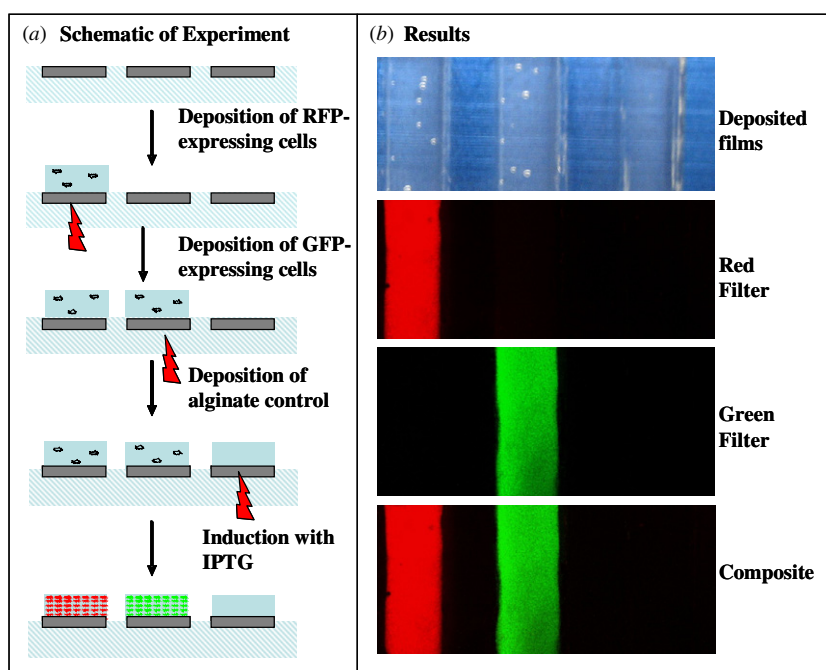 (a) Schematic of Experiment
Deposition of RFP-
expressing cells
Deposition of GFP-
expressing cells
Deposition of
alginate control
Induction with
IPTG
(b) Results
Deposited
films
Red
Filter
Green
Filter
Composite